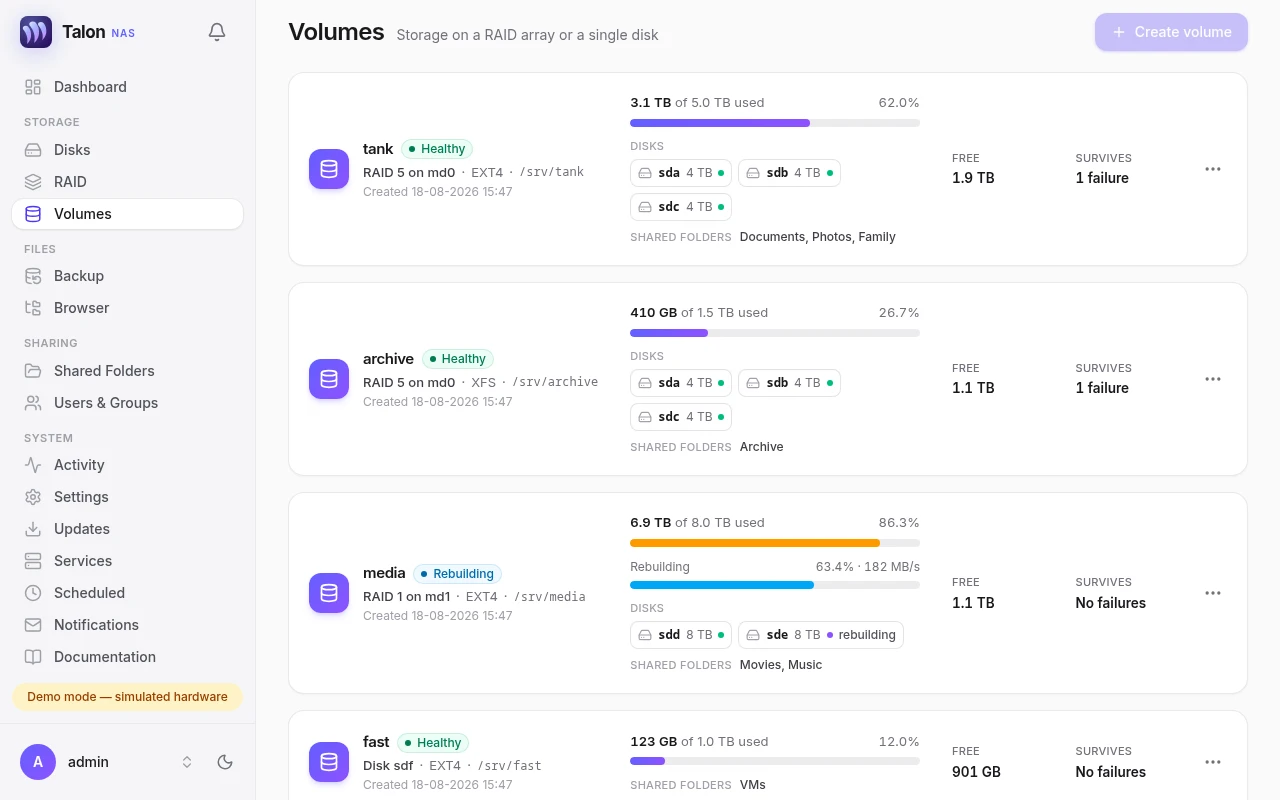 Talon NAS
Dashboard
STORAGE
Disks
RAID
Volumes
FILES
Backup
Browser
SHARING
Shared Folders
Users & Groups
SYSTEM
Activity
Settings
Updates
Services
Scheduled
Notifications
Documentation
Demo mode — simulated hardware
A admin
Volumes Storage on a RAID array or a single disk
+ Create volume
tank Healthy
RAID 5 on md0 · EXT4 · /srv/tank
Created 18-08-2026 15:47
3.1 TB of 5.0 TB used 62.0%
DISKS
sda 4 TB sdb 4 TB
sdc 4 TB
SHARED FOLDERS Documents, Photos, Family
FREE
1.9 TB
SURVIVES
1 failure
archive Healthy
RAID 5 on md0 · XFS · /srv/archive
Created 18-08-2026 15:47
410 GB of 1.5 TB used 26.7%
DISKS
sda 4 TB sdb 4 TB
sdc 4 TB
SHARED FOLDERS Archive
FREE
1.1 TB
SURVIVES
1 failure
media Rebuilding
RAID 1 on md1 · EXT4 · /srv/media
Created 18-08-2026 15:47
6.9 TB of 8.0 TB used 86.3%
Rebuilding 63.4% · 182 MB/s
DISKS
sdd 8 TB sde 8 TB rebuilding
SHARED FOLDERS Movies, Music
FREE
1.1 TB
SURVIVES
No failures
fast Healthy
Disk sdf · EXT4 · /srv/fast
Created 18-08-2026 15:47
123 GB of 1.0 TB used 12.0%
SHARED FOLDERS VMs
FREE
901 GB
SURVIVES
No failures